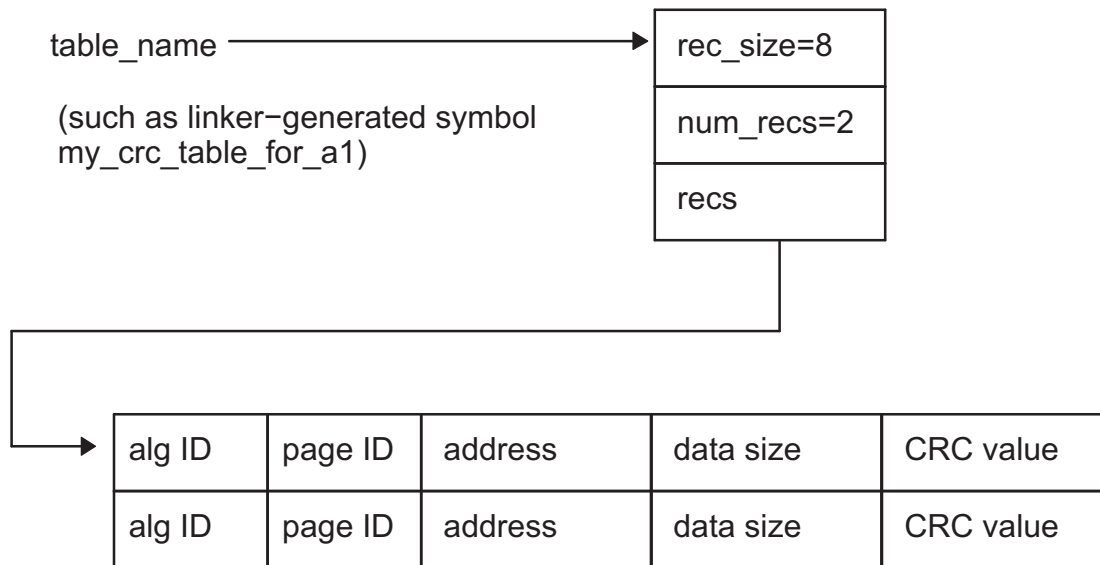 table_name
rec_size=8
(such as linker−generated symbol
my_crc_table_for_a1)
num_recs=2
recs
alg ID page ID address data size CRC value
alg ID page ID address data size CRC value